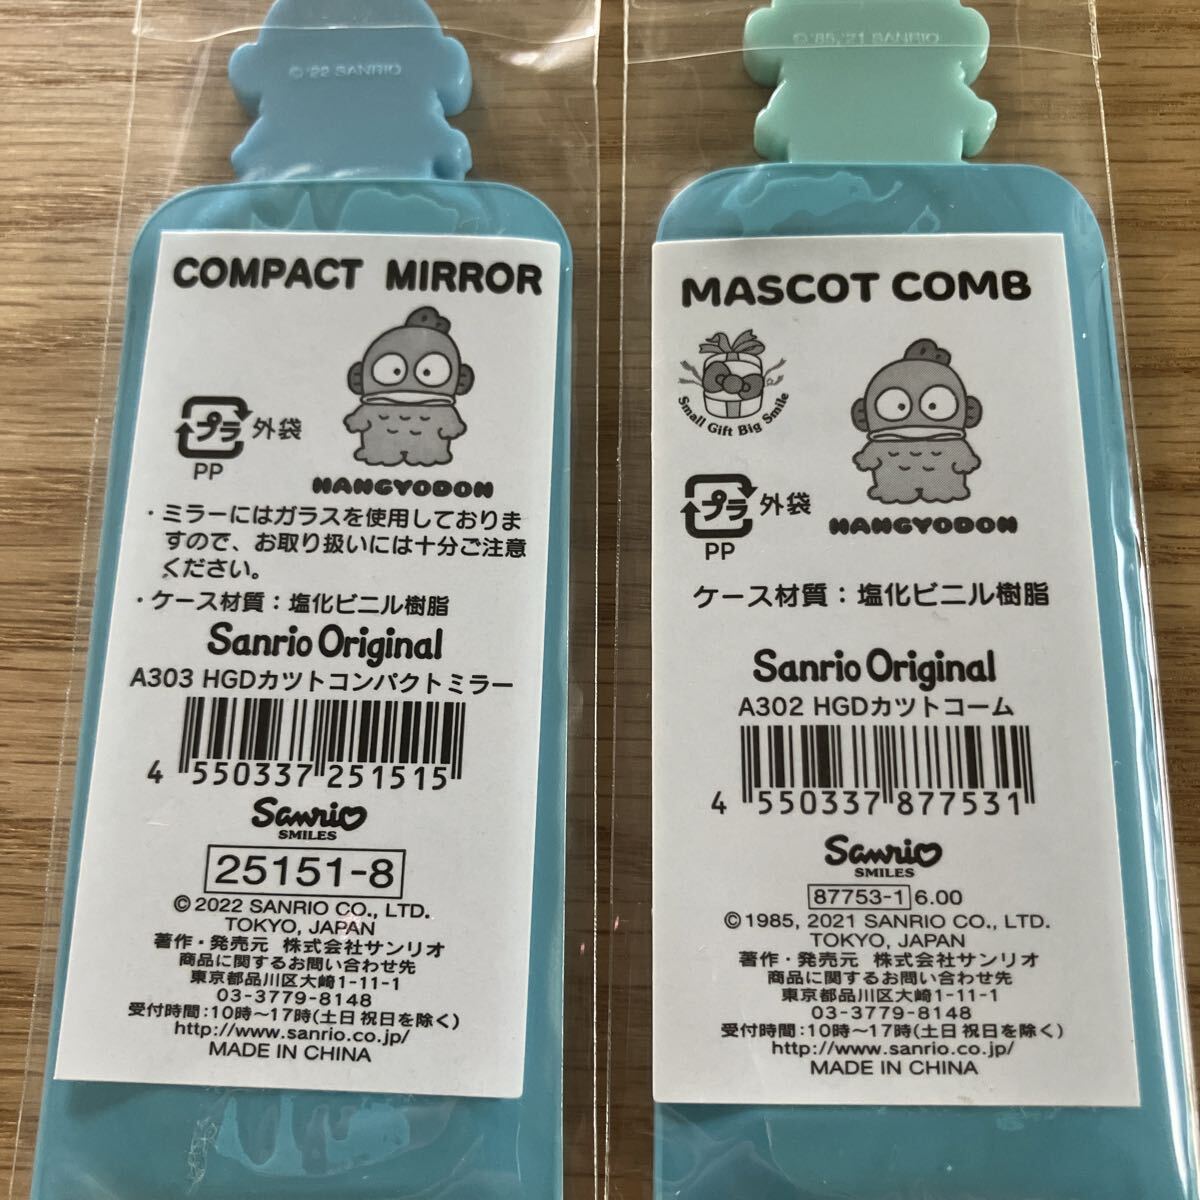 © '22 SANRIO
COMPACT MIRROR
プラ 外袋
PP
HANGYODON
・ミラーにはガラスを使用しておりま
すので、お取り扱いには十分ご注意
ください。
・ケース材質：塩化ビニル樹脂
Sanrio Original
A303 HGDカツトコンパクトミラー
4 550337 251515
Sanrio
SMILES
25151-8
© 2022 SANRIO CO., LTD.
TOKYO, JAPAN
著作・発売元 株式会社サンリオ
商品に関するお問い合わせ先
東京都品川区大崎1-11-1
03-3779-8148
受付時間：10時～17時(土日祝日を除く)
http://www.sanrio.co.jp/
MADE IN CHINA
© '85, '21 SANRIO
MASCOT COMB
Small Gift Big Smile
プラ 外袋
PP
HANGYODON
ケース材質：塩化ビニル樹脂
Sanrio Original
A302 HGDカツトコーム
4 550337 877531
Sanrio
SMILES
87753-1 6.00
© 1985, 2021 SANRIO CO., LTD.
TOKYO, JAPAN
著作・発売元 株式会社サンリオ
商品に関するお問い合わせ先
東京都品川区大崎1-11-1
03-3779-8148
受付時間：10時～17時(土日祝日を除く)
http://www.sanrio.co.jp/
MADE IN CHINA